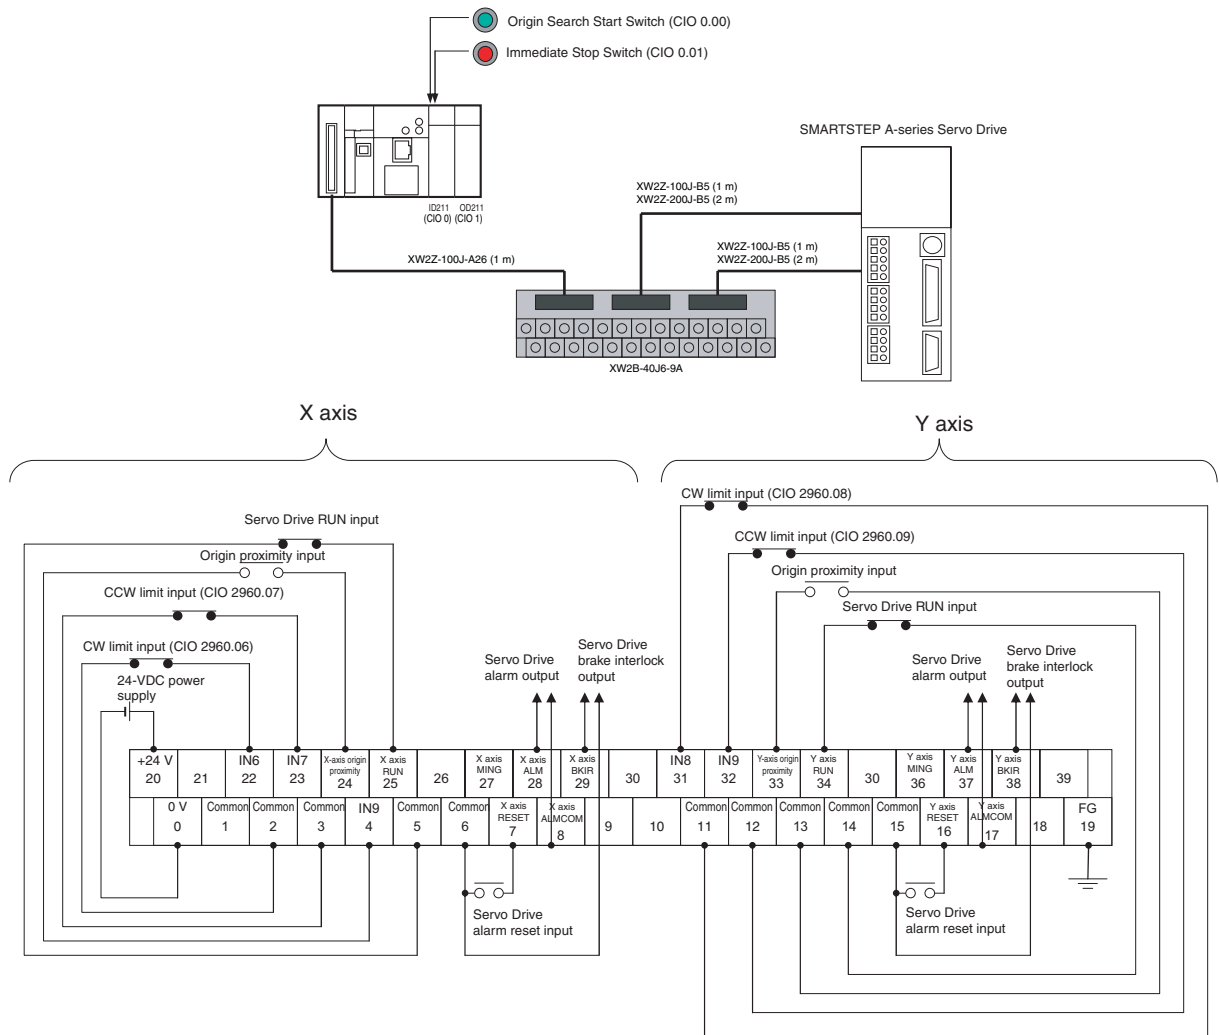 Origin Search Start Switch (CIO 0.00)
Immediate Stop Switch (CIO 0.01)
SMARTSTEP A-series Servo Drive
XW2Z-100J-B5 (1 m)
XW2Z-200J-B5 (2 m)
ID211 OD211
(CIO 0) (CIO 1)
XW2Z-100J-A26 (1 m)
XW2Z-100J-B5 (1 m)
XW2Z-200J-B5 (2 m)
XW2B-40J6-9A
X axis
Y axis
Servo Drive RUN input
Origin proximity input
CCW limit input (CIO 2960.07)
CW limit input (CIO 2960.06)
24-VDC power
supply
Servo Drive
alarm output
Servo Drive
brake interlock
output
CW limit input (CIO 2960.08)
CCW limit input (CIO 2960.09)
Origin proximity input
Servo Drive RUN input
Servo Drive
alarm output
Servo Drive
brake interlock
output
+24 V
20
21
IN6
22
IN7
23
X-axis origin
proximity
24
X axis
RUN
25
26
X axis
MING
27
X axis
ALM
28
X axis
BKIR
29
30
IN8
31
IN9
32
Y-axis origin
proximity
33
Y axis
RUN
34
30
Y axis
MING
36
Y axis
ALM
37
Y axis
BKIR
38
39
0 V
0
Common
1
Common
2
Common
3
IN9
4
Common
5
Common
6
X axis
RESET
7
X axis
ALMCOM
8
9
10
Common
11
Common
12
Common
13
Common
14
Common
15
Y axis
RESET
16
Y axis
ALMCOM
17
18
FG
19
Servo Drive
alarm reset input
Servo Drive
alarm reset input